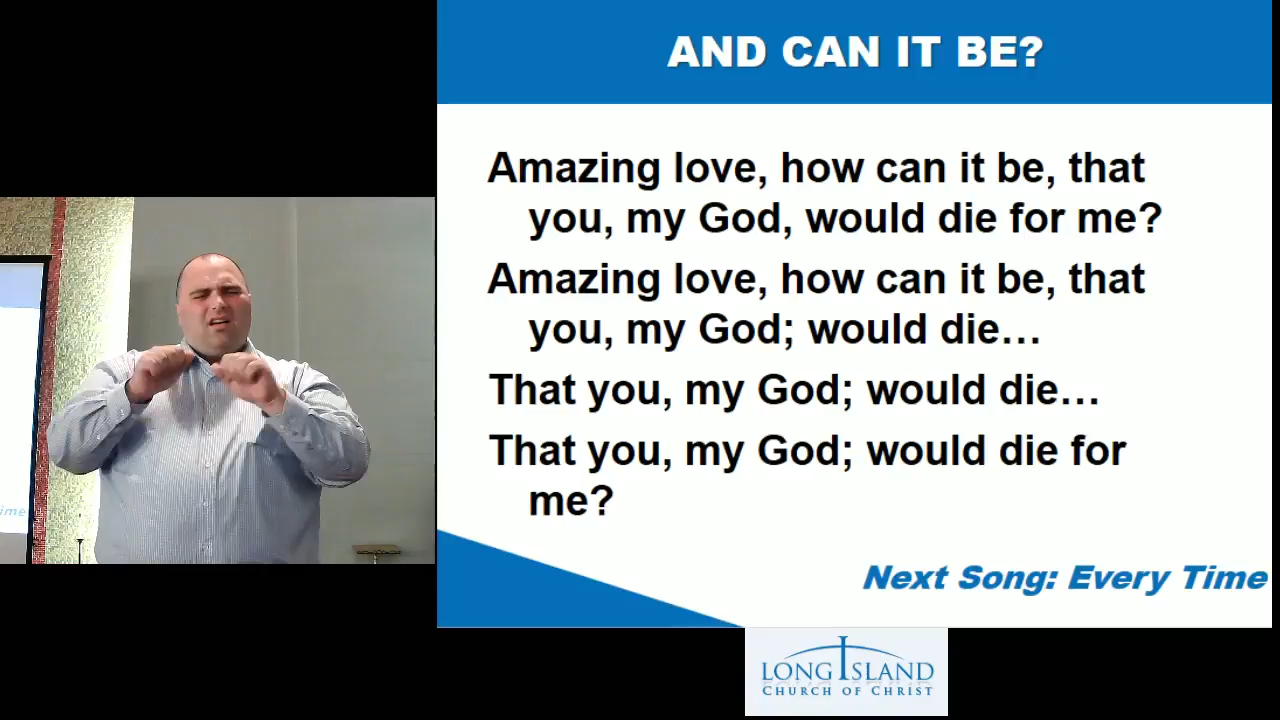 AND CAN IT BE?
Amazing love, how can it be, that
you, my God, would die for me?
Amazing love, how can it be, that
you, my God; would die…
That you, my God; would die…
That you, my God; would die for
me?
Next Song: Every Time
ime
LONG ISLAND
CHURCH OF CHRIST